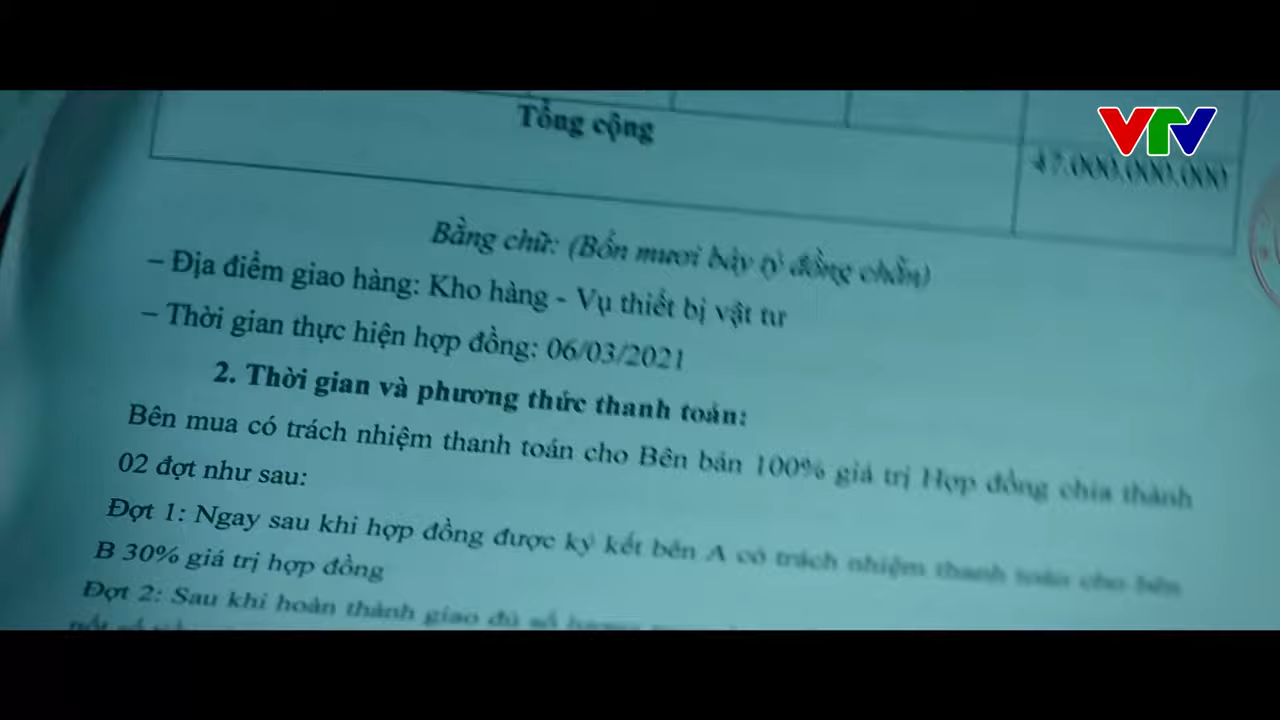 VTV
Tổng cộng
47.000.000.000
Bằng chữ: (Bốn mươi bảy tỷ đồng chẵn)
– Địa điểm giao hàng: Kho hàng - Vụ thiết bị vật tư
– Thời gian thực hiện hợp đồng: 06/03/2021
2. Thời gian và phương thức thanh toán:
Bên mua có trách nhiệm thanh toán cho Bên bán 100% giá trị Hợp đồng chia thành
02 đợt như sau:
Đợt 1: Ngay sau khi hợp đồng được ký kết bên A có trách nhiệm thanh toán cho bên
B 30% giá trị hợp đồng
Đợt 2: Sau khi hoàn thành giao đủ số lượng